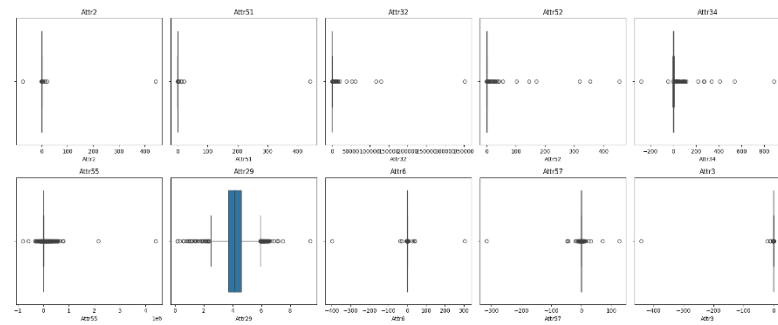 Attr2 Attr51 Attr32 Attr52 Attr34
0 200 400 0 100 200 300 400 0 50000 100000 150000 200000 250000 300000 350000 0 100 200 300 400 −200 0 200 400 600 800
Attr2 Attr51 Attr32 Attr52 Attr34
Attr55 Attr29 Attr6 Attr57 Attr3
−1 0 1 2 3 4 0 2 4 6 8 −400 −300 −200 −100 0 100 200 300 −300 −200 −100 0 100 −400 −300 −200 −100 0
1e6
Attr55 Attr29 Attr6 Attr57 Attr3